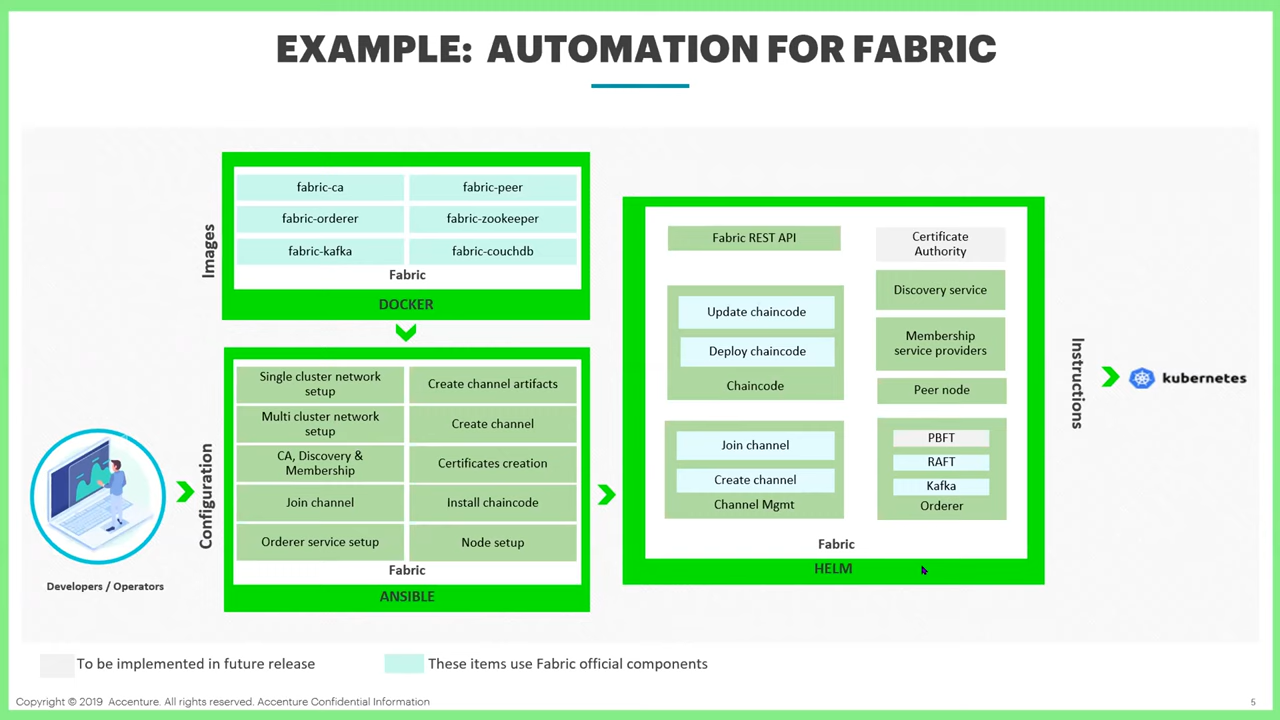 EXAMPLE: AUTOMATION FOR FABRIC
Images
fabric-ca
fabric-peer
fabric-orderer
fabric-zookeeper
fabric-kafka
fabric-couchdb
Fabric
DOCKER
Developers / Operators
Configuration
Single cluster network
setup
Create channel artifacts
Multi cluster network
setup
Create channel
CA, Discovery &
Membership
Certificates creation
Join channel
Install chaincode
Orderer service setup
Node setup
Fabric
ANSIBLE
Fabric REST API
Update chaincode
Deploy chaincode
Chaincode
Join channel
Create channel
Channel Mgmt
Certificate
Authority
Discovery service
Membership
service providers
Peer node
PBFT
RAFT
Kafka
Orderer
Fabric
HELM
Instructions
kubernetes
To be implemented in future release
These items use Fabric official components
Copyright © 2019 Accenture. All rights reserved. Accenture Confidential Information
5